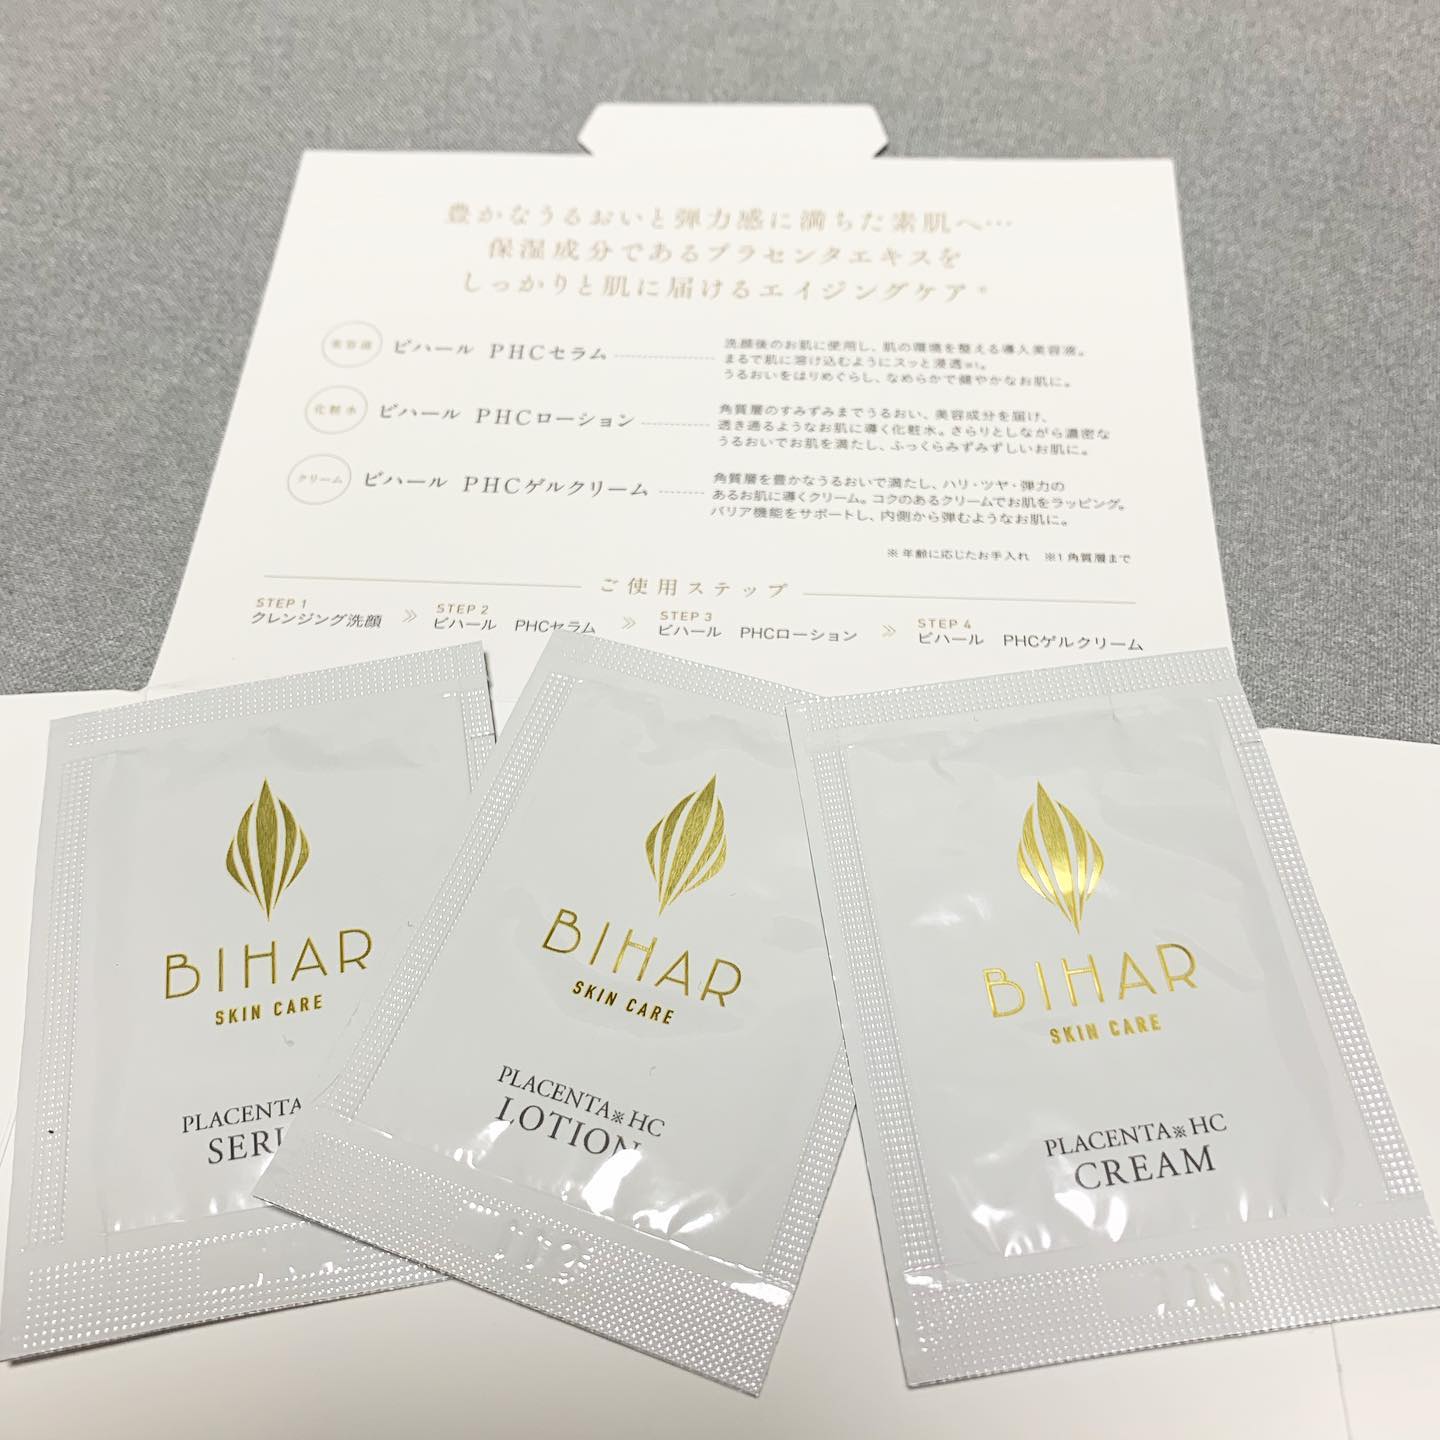 豊かなうるおいと弾力感に満ちた素肌へ…
保湿成分であるプラセンタエキスを
しっかりと肌に届けるエイジングケア※
美容液 ビハール PHCセラム
洗顔後のお肌に使用し、肌の環境を整える導入美容液。
まるで肌に溶け込むようにスッと浸透※1。
うるおいをはりめぐらし、なめらかで健やかなお肌に。
化粧水 ビハール PHCローション
角質層のすみずみまでうるおい、美容成分を届け、
透き通るようなお肌に導く化粧水。さらりとしながら濃密な
うるおいでお肌を満たし、ふっくらみずみずしいお肌に。
クリーム ビハール PHCゲルクリーム
角質層を豊かなうるおいで満たし、ハリ・ツヤ・弾力の
あるお肌に導くクリーム。コクのあるクリームでお肌をラッピング。
バリア機能をサポートし、内側から弾むようなお肌に。
※年齢に応じたお手入れ ※1 角質層まで
ご使用ステップ
STEP 1
クレンジング洗顔
STEP 2
ビハール PHCセラム
STEP 3
ビハール PHCローション
STEP 4
ビハール PHCゲルクリーム
BIHAR
SKIN CARE
PLACENTA
SERU
BIHAR
SKIN CARE
PLACENTA※HC
LOTION
BIHAR
SKIN CARE
PLACENTA※HC
CREAM